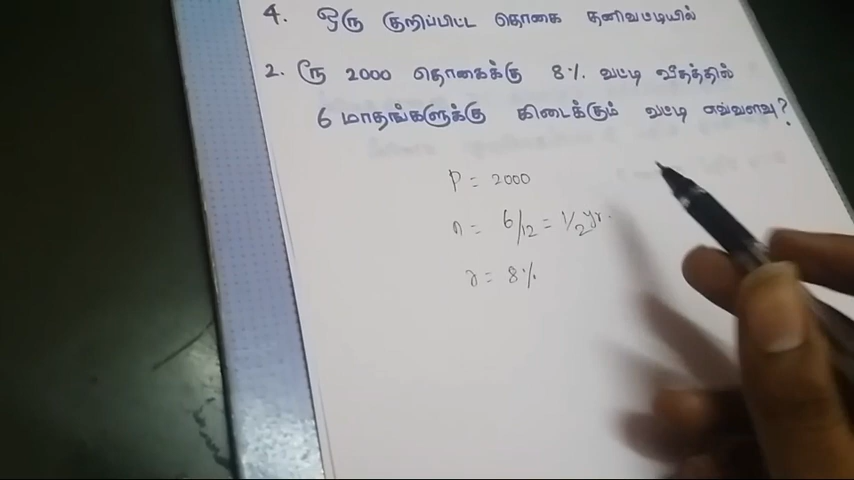 4. ஒரு குறிப்பிட்ட தொகை தனிவட்டியில்
2. ரூ 2000 தொகைக்கு 8%. வட்டி வீதத்தில்
6 மாதங்களுக்கு கிடைக்கும் வட்டி எவ்வளவு?
P = 2000
n = 6/12 = 1/2 yr.
r = 8%